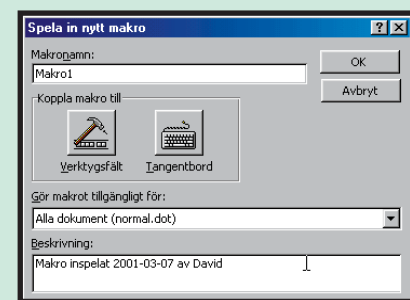 Spela in nytt makro
Makronamn:
Makro1
OK
Avbryt
Koppla makro till
Verktygsfält Tangentbord
Gör makrot tillgängligt för:
Alla dokument (normal.dot)
Beskrivning:
Makro inspelat 2001-03-07 av David